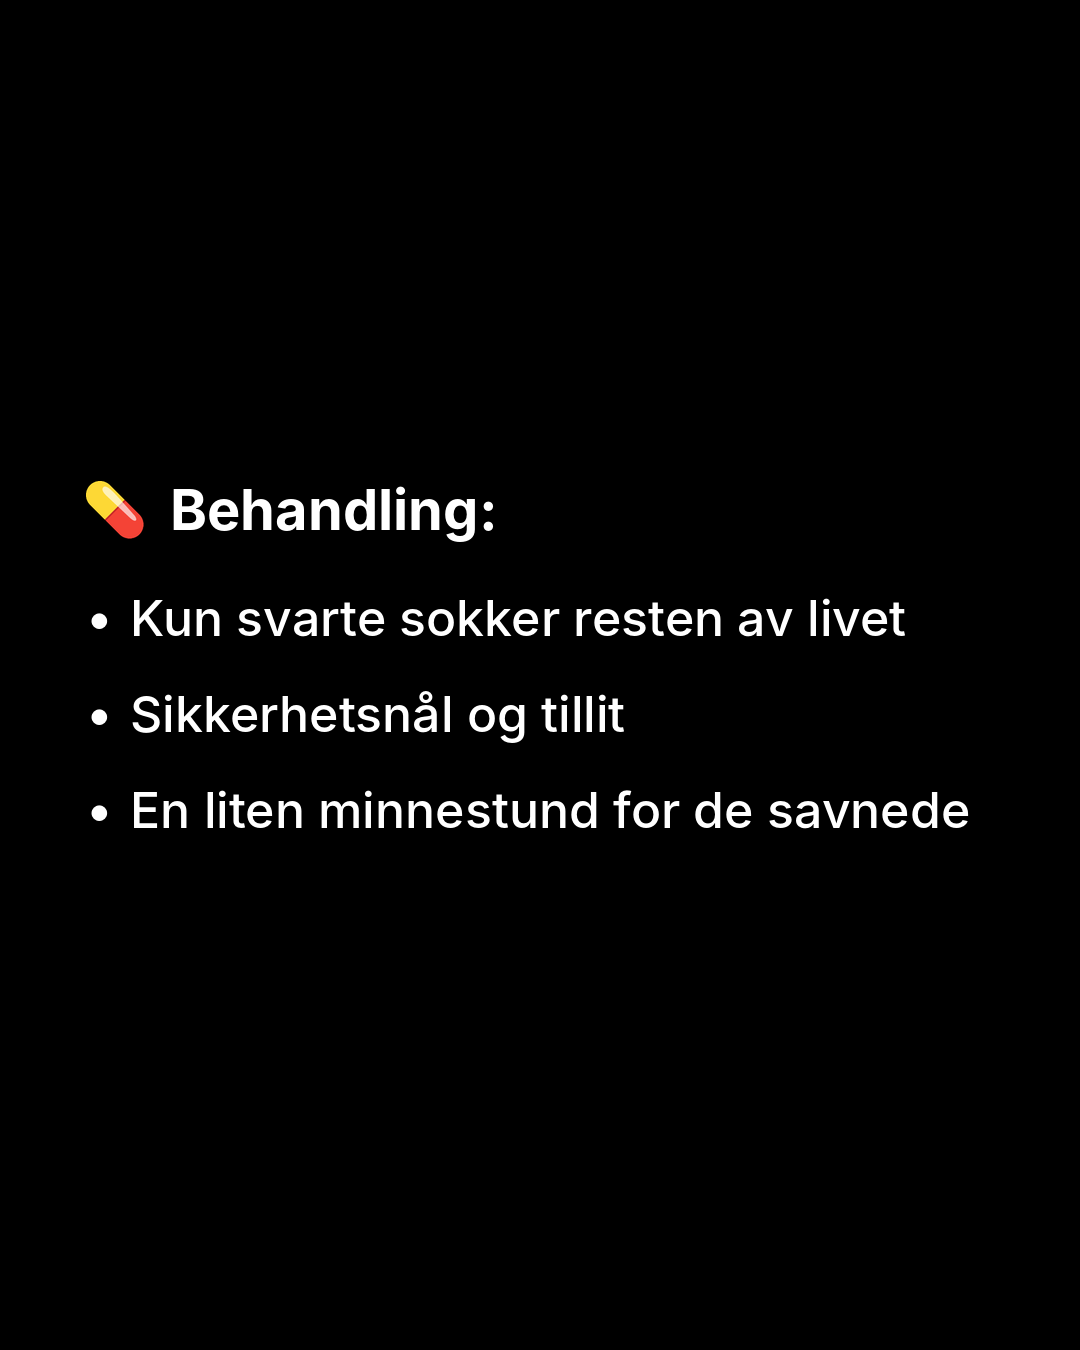 💊 Behandling:
• Kun svarte sokker resten av livet
• Sikkerhetsnål og tillit
• En liten minnestund for de savnede